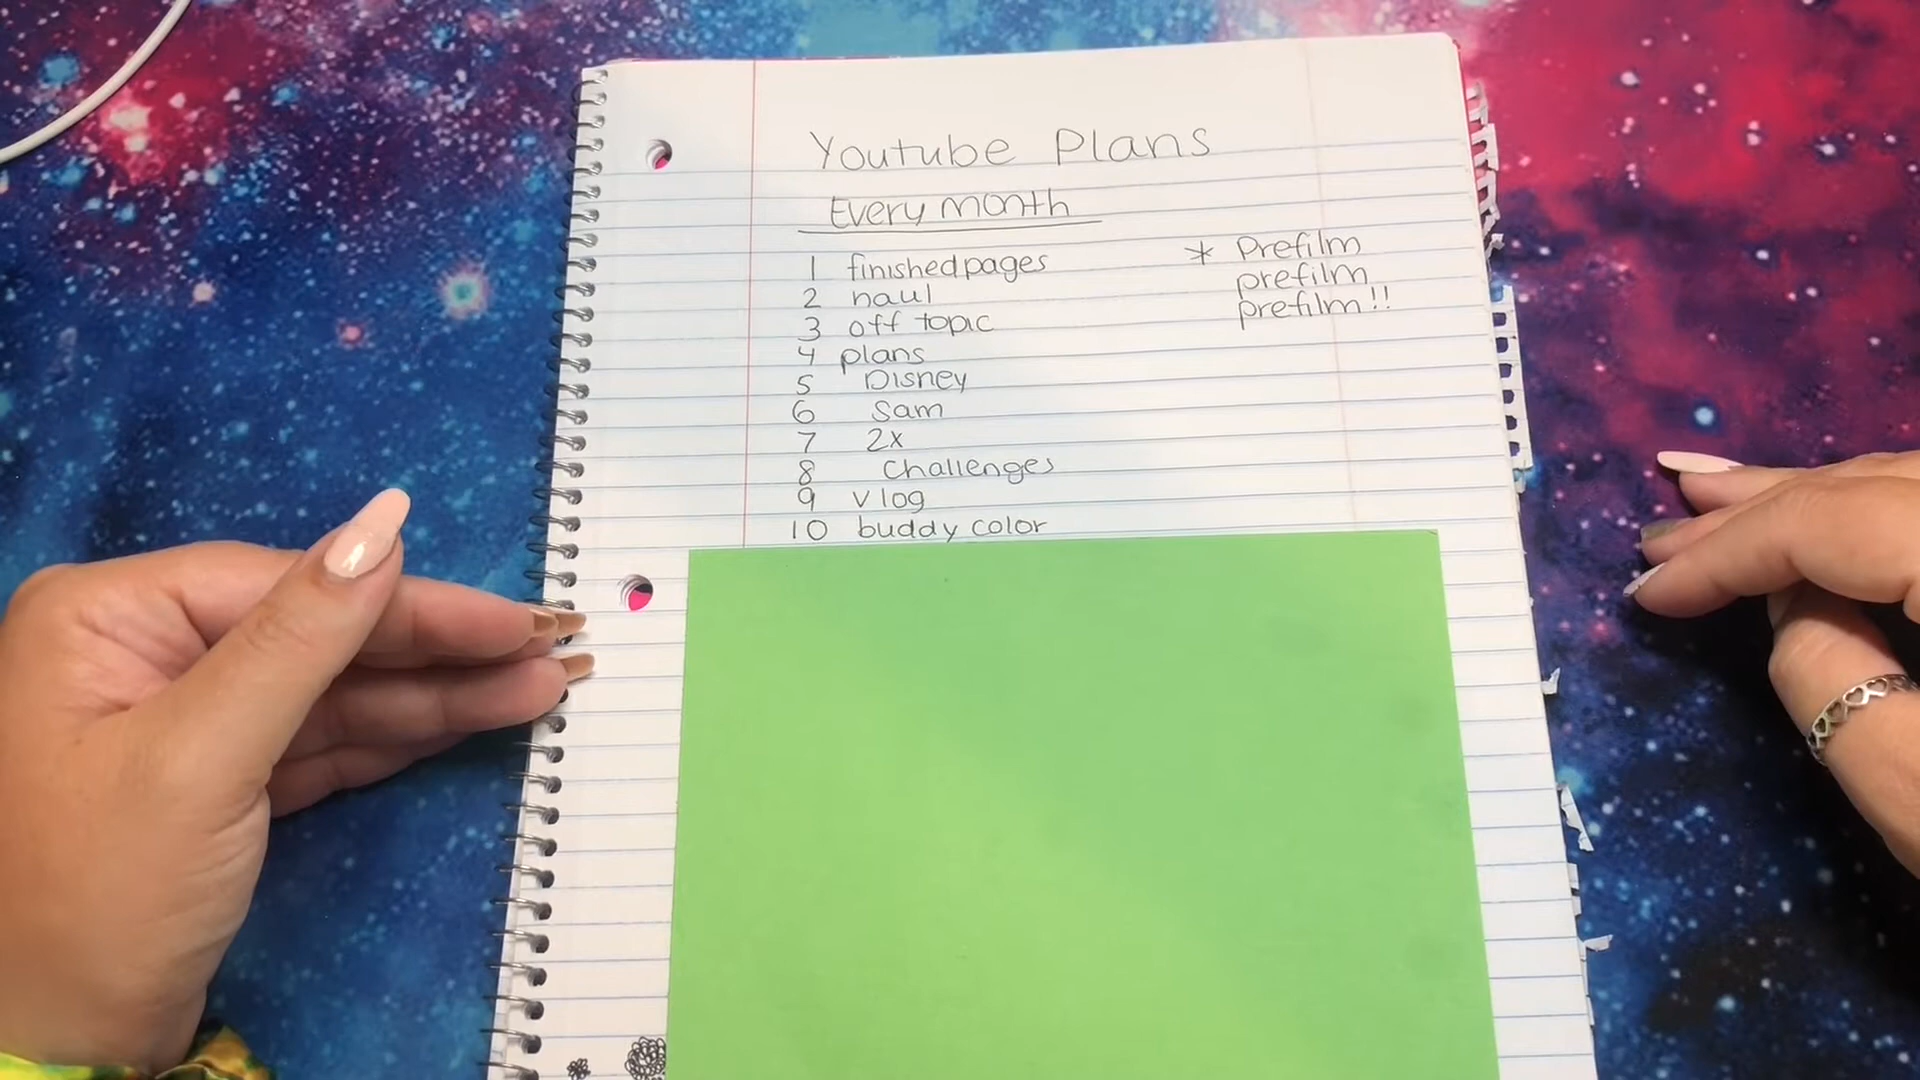 Youtube Plans
Every month
1 finished pages
2 haul
3 off topic
4 plans
5 Disney
6 Sam
7 2x
8 Challenges
9 vlog
10 buddy color
* Prefilm
prefilm
prefilm!!